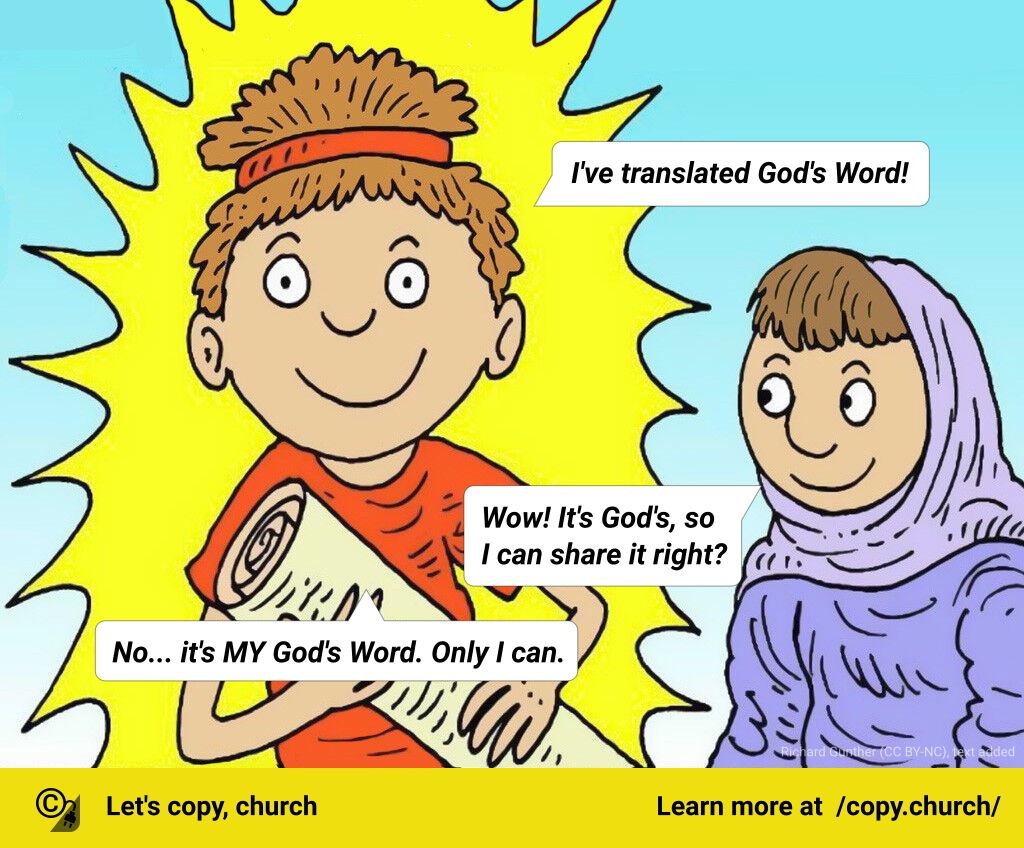 I've translated God's Word!
Wow! It's God's, so
I can share it right?
No... it's MY God's Word. Only I can.
Richard Gunther (CC BY-NC), text added
©
Let's copy, church
Learn more at /copy.church/